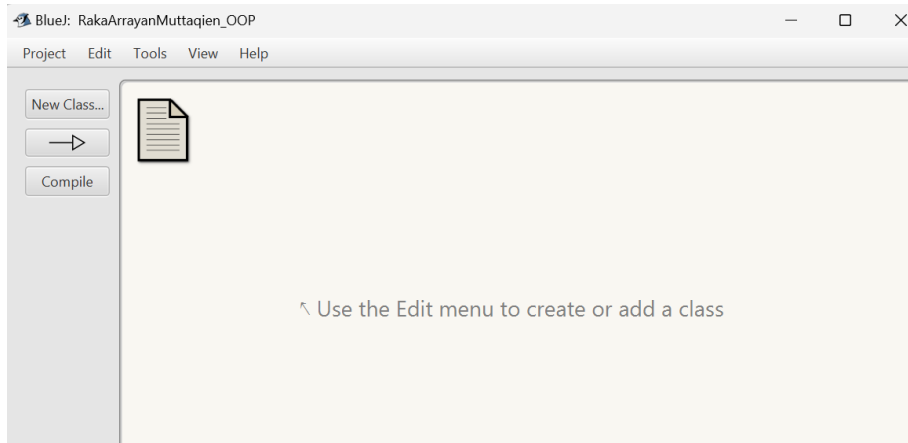 BlueJ: RakaArrayanMuttaqien_OOP
Project Edit Tools View Help
New Class...
Compile
Use the Edit menu to create or add a class